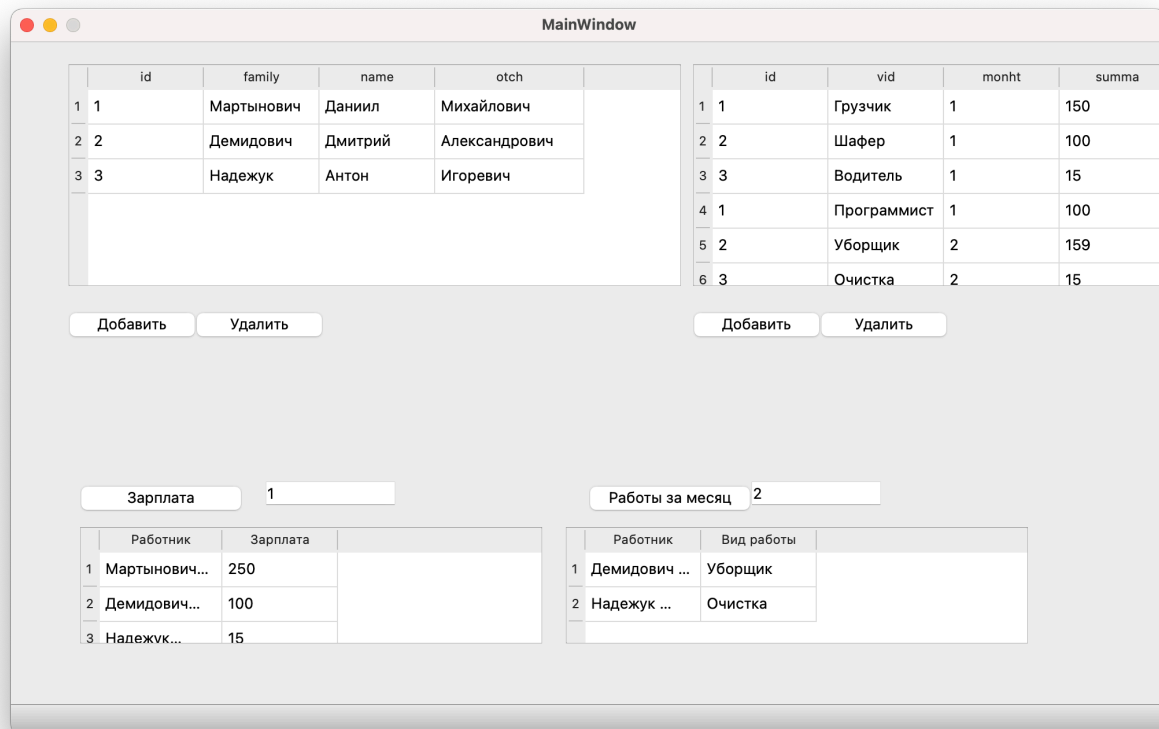 MainWindow
id family name otch
1 1 Мартынович Даниил Михайлович
2 2 Демидович Дмитрий Александрович
3 3 Надежук Антон Игоревич
id vid monht summa
1 1 Грузчик 1 150
2 2 Шафер 1 100
3 3 Водитель 1 15
4 1 Программист 1 100
5 2 Уборщик 2 159
6 3 Очистка 2 15
Добавить Удалить
Добавить Удалить
Зарплата 1
Работы за месяц 2
Работник Зарплата
1 Мартынович... 250
2 Демидович... 100
3 Надежук... 15
Работник Вид работы
1 Демидович ... Уборщик
2 Надежук ... Очистка